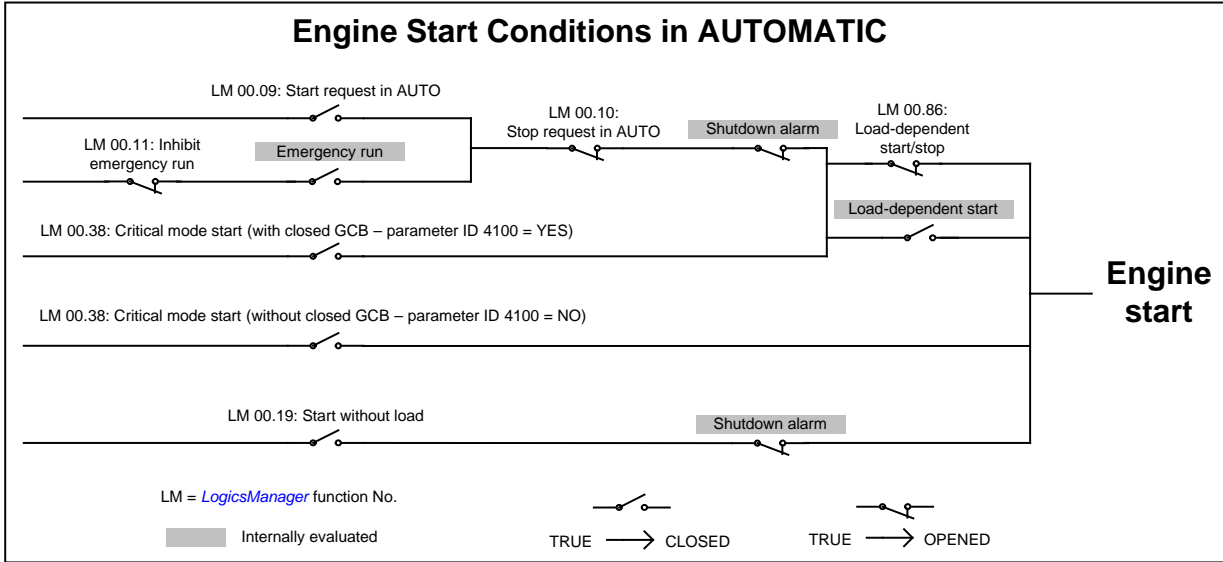 Engine Start Conditions in AUTOMATIC
LM 00.09: Start request in AUTO
LM 00.10:
Stop request in AUTO
Shutdown alarm
LM 00.86:
Load-dependent
start/stop
LM 00.11: Inhibit
emergency run
Emergency run
Load-dependent start
LM 00.38: Critical mode start (with closed GCB – parameter ID 4100 = YES)
Engine
start
LM 00.38: Critical mode start (without closed GCB – parameter ID 4100 = NO)
LM 00.19: Start without load
Shutdown alarm
LM = LogicsManager function No.
Internally evaluated
TRUE → CLOSED
TRUE → OPENED